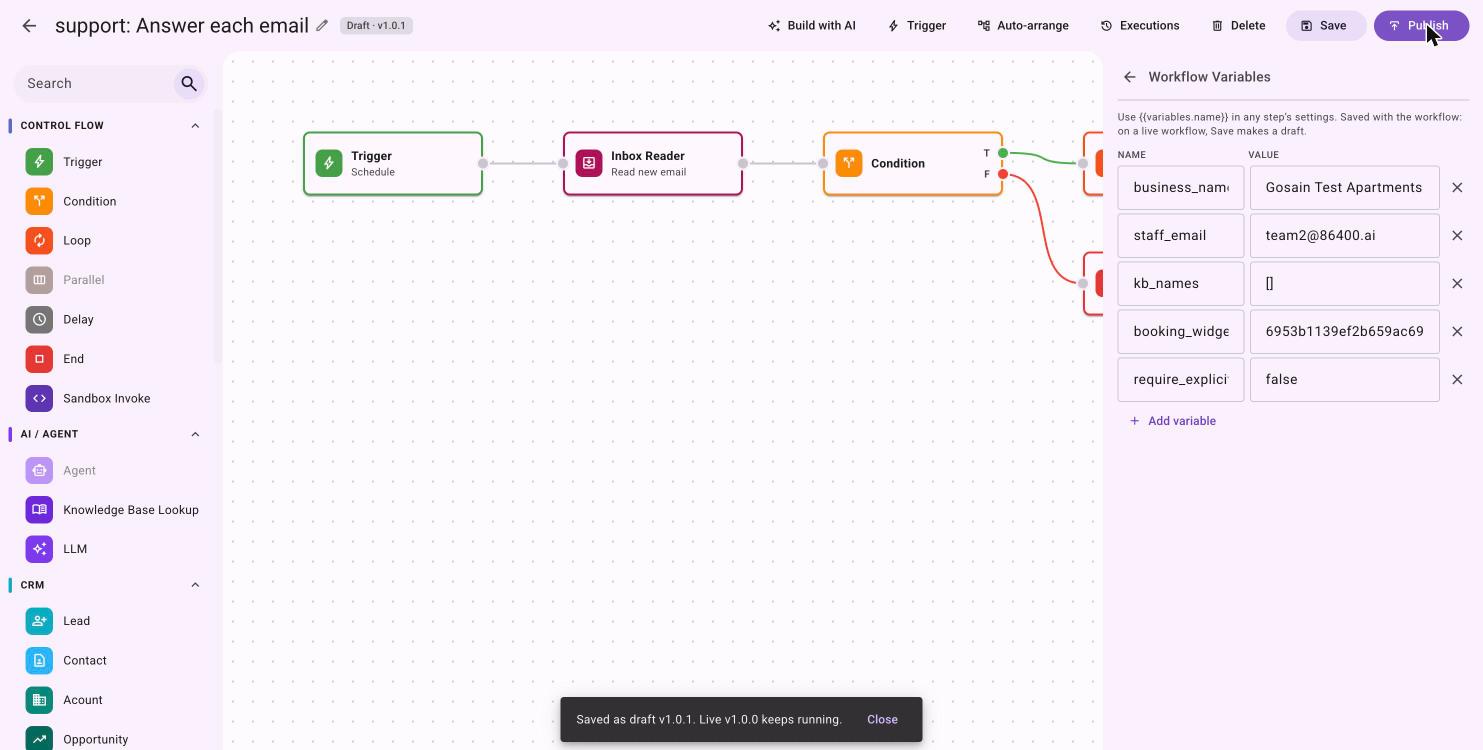 support: Answer each email
Draft · v1.0.1
Build with AI
Trigger
Auto-arrange
Executions
Delete
Save
Publish
Search
CONTROL FLOW
Trigger
Condition
Loop
Parallel
Delay
End
Sandbox Invoke
AI / AGENT
Agent
Knowledge Base Lookup
LLM
CRM
Lead
Contact
Acount
Opportunity
Trigger
Schedule
Inbox Reader
Read new email
Condition
T
F
Workflow Variables
Use {{variables.name}} in any step's settings. Saved with the workflow:
on a live workflow, Save makes a draft.
NAME VALUE
business_name Gosain Test Apartments
staff_email team2@86400.ai
kb_names []
booking_widge 6953b1139ef2b659ac69
require_explici false
+ Add variable
Saved as draft v1.0.1. Live v1.0.0 keeps running. Close